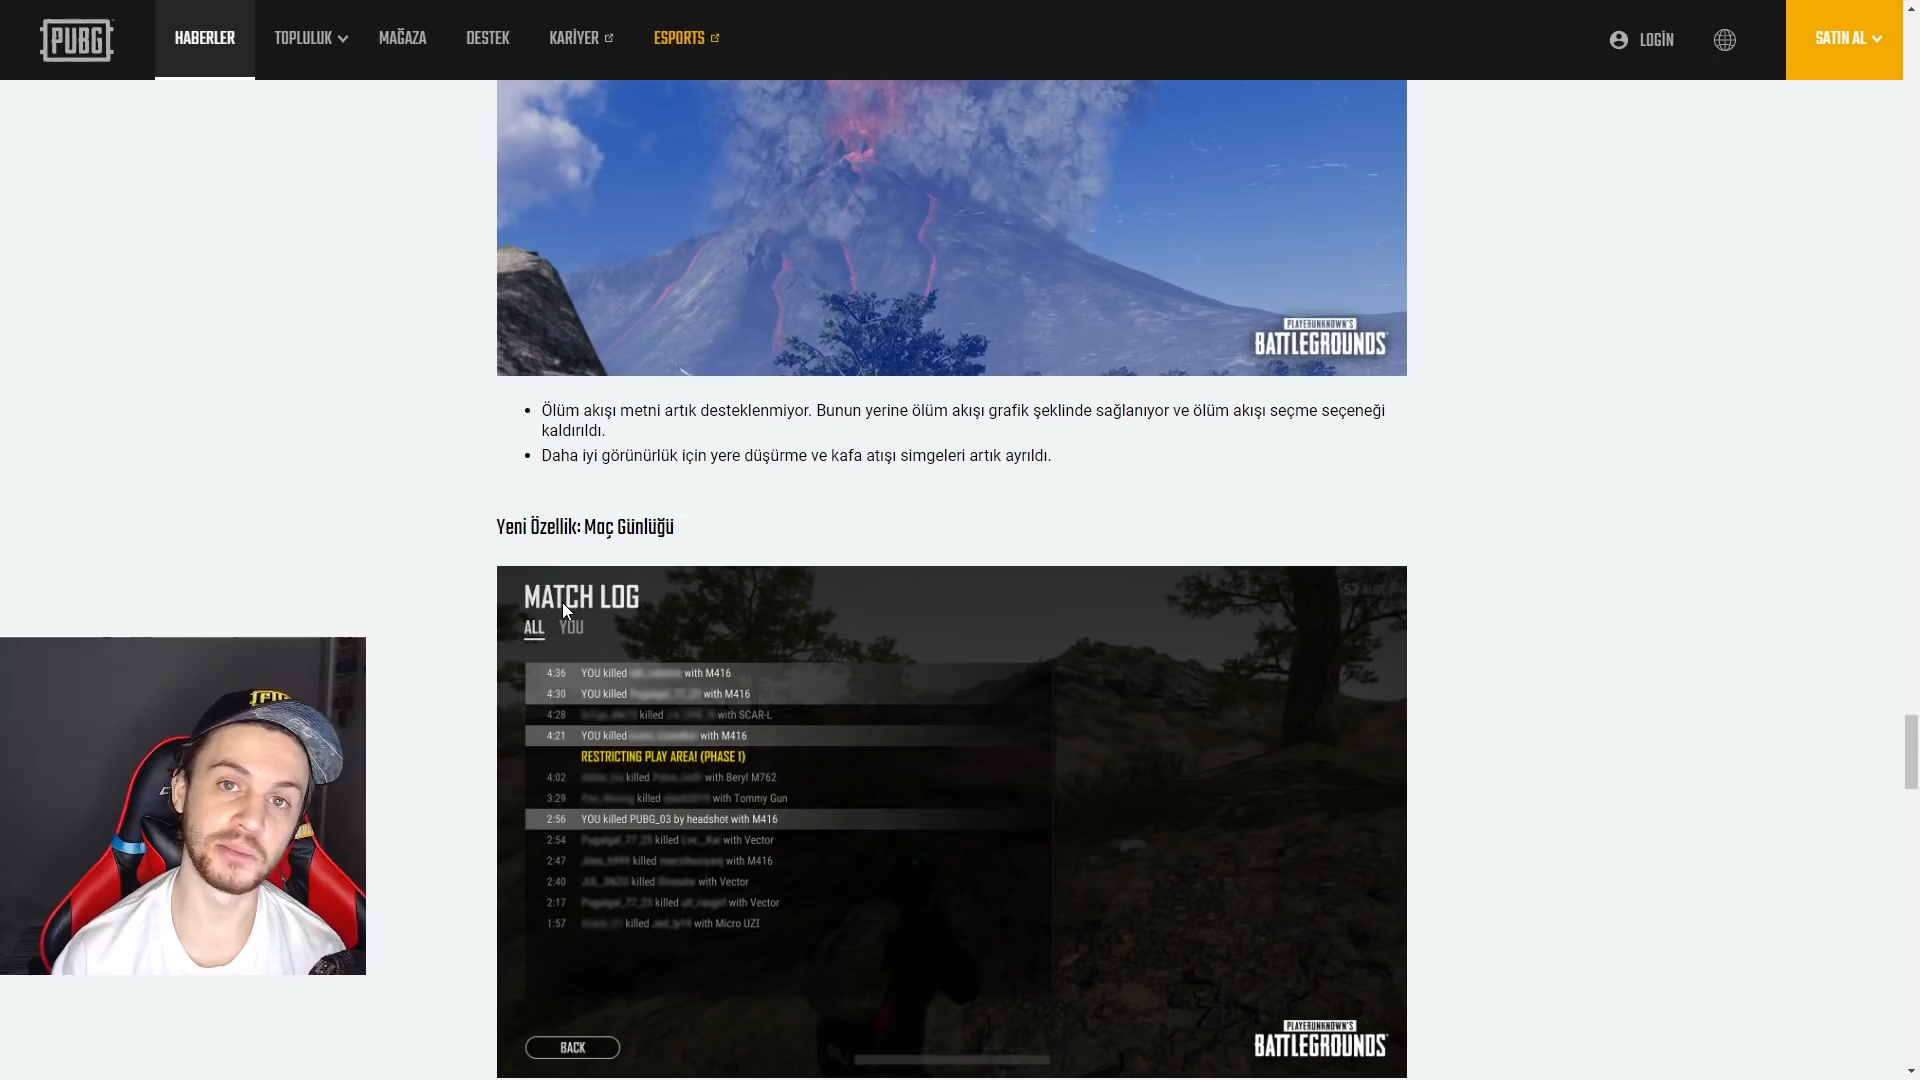 PUBG
HABERLER
TOPLULUK
MAĞAZA
DESTEK
KARİYER
ESPORTS
LOGİN
SATIN AL
PLAYERUNKNOWN'S
BATTLEGROUNDS
• Ölüm akışı metni artık desteklenmiyor. Bunun yerine ölüm akışı grafik şeklinde sağlanıyor ve ölüm akışı seçme seçeneği
kaldırıldı.
• Daha iyi görünürlük için yere düşürme ve kafa atışı simgeleri artık ayrıldı.
Yeni Özellik: Maç Günlüğü
MATCH LOG
ALL YOU
4:36 YOU killed with M416
4:30 YOU killed with M416
4:28 killed with SCAR-L
4:21 YOU killed with M416
RESTRICTING PLAY AREA! (PHASE 1)
4:02 killed with Beryl M762
3:29 killed with Tommy Gun
2:56 YOU killed PUBG_03 by headshot with M416
2:54 killed with Vector
2:47 killed with M416
2:40 killed with Vector
2:17 killed with Vector
1:57 killed with Micro UZI
BACK
PLAYERUNKNOWN'S
BATTLEGROUNDS